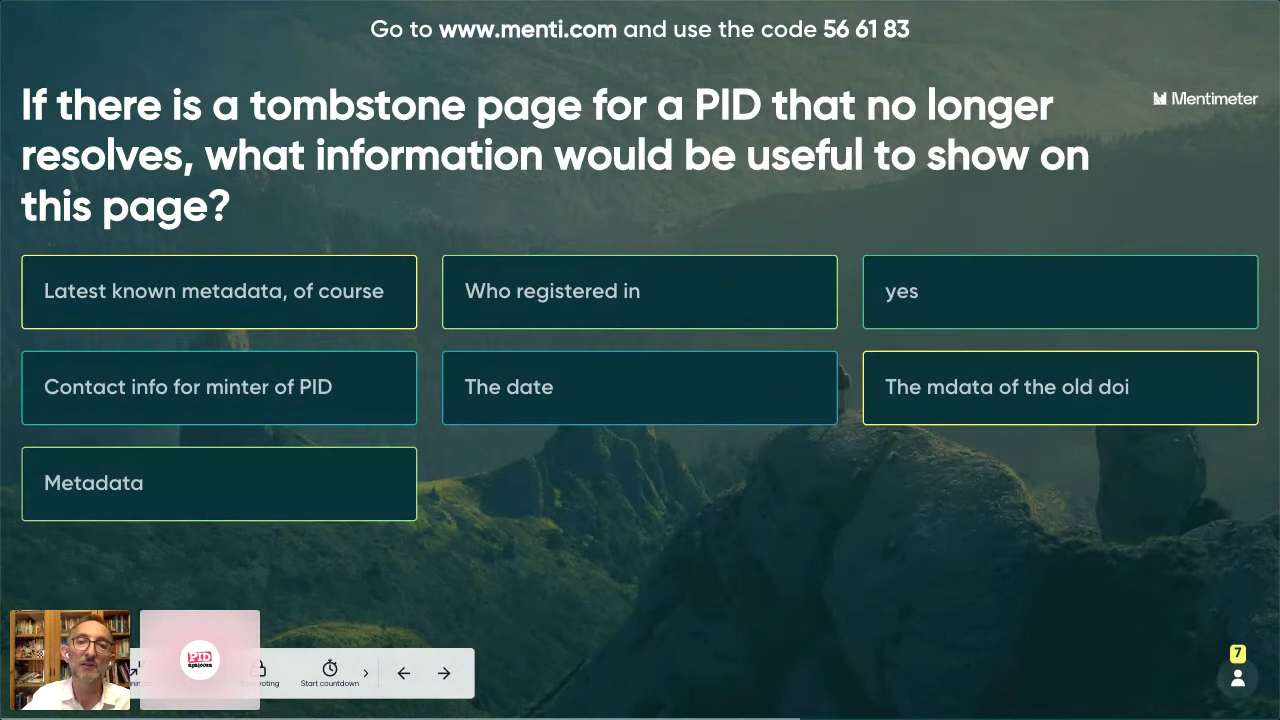 Go to www.menti.com and use the code 56 61 83
If there is a tombstone page for a PID that no longer
resolves, what information would be useful to show on
this page?
Mentimeter
Latest known metadata, of course
Who registered in
yes
Contact info for minter of PID
The date
The mdata of the old doi
Metadata
PID
Start countdown
7